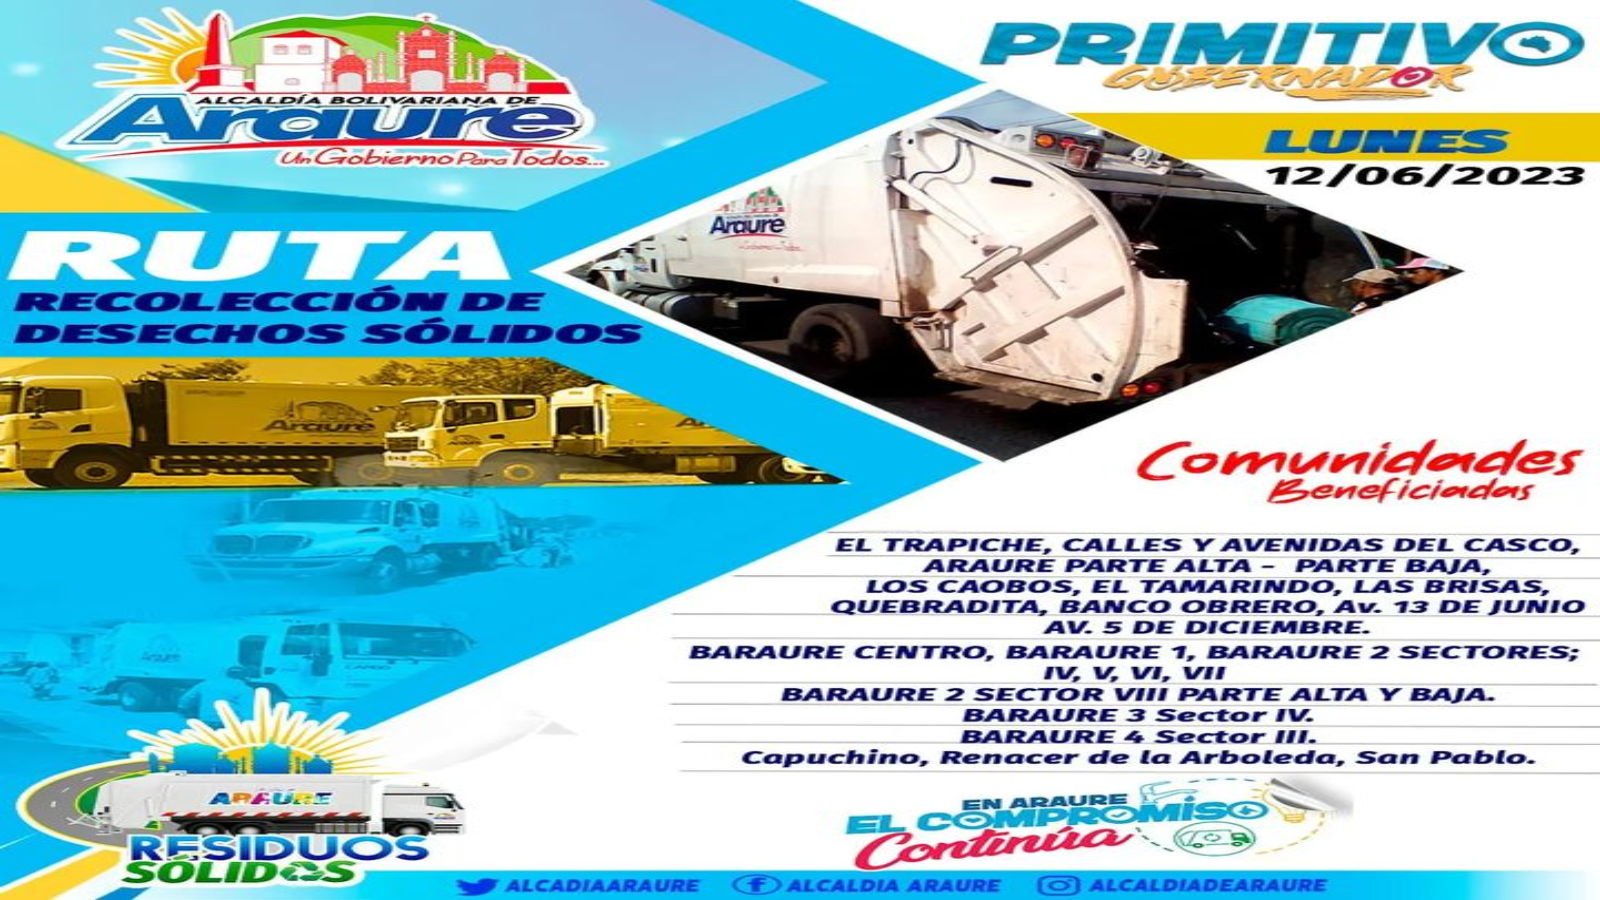 ALCALDÍA BOLIVARIANA DE
Araure
Un Gobierno Para Todos...
PRIMITIVO
GOBERNADOR
LUNES
12/06/2023
RUTA
RECOLECCIÓN DE
DESECHOS SÓLIDOS
Araure
Araure
Comunidades
Beneficiadas
EL TRAPICHE, CALLES Y AVENIDAS DEL CASCO,
ARAURE PARTE ALTA - PARTE BAJA,
LOS CAOBOS, EL TAMARINDO, LAS BRISAS,
QUEBRADITA, BANCO OBRERO, Av. 13 DE JUNIO
AV. 5 DE DICIEMBRE.
BARAURE CENTRO, BARAURE 1, BARAURE 2 SECTORES;
IV, V, VI, VII
BARAURE 2 SECTOR VIII PARTE ALTA Y BAJA.
BARAURE 3 Sector IV.
BARAURE 4 Sector III.
Capuchino, Renacer de la Arboleda, San Pablo.
ARAURE
RESIDUOS
SÓLIDOS
EN ARAURE
EL COMPROMISO
Continúa
ALCADIAARAURE
ALCALDIA ARAURE
ALCALDIADEARAURE